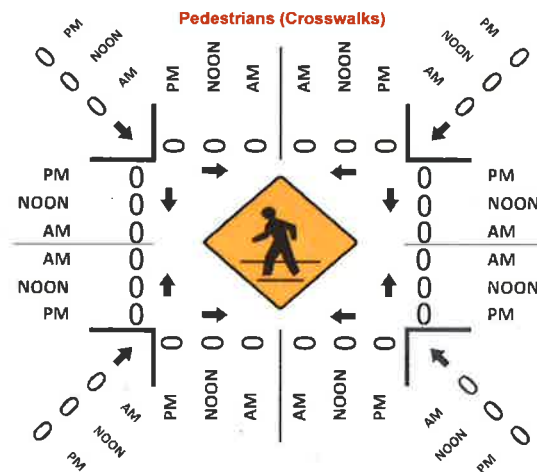 Pedestrians (Crosswalks)
0 PM 0 PM
0 NOON 0 NOON
0 AM 0 AM
PM NOON AM AM NOON PM
0 0 0 0 0 0
PM 0 0 PM
NOON 0 0 NOON
AM 0 0 AM
AM 0 0 AM
NOON 0 0 NOON
PM 0 0 PM
0 0 0 0 0 0
PM NOON AM AM NOON PM
0 AM AM 0
0 NOON NOON 0
0 PM PM 0